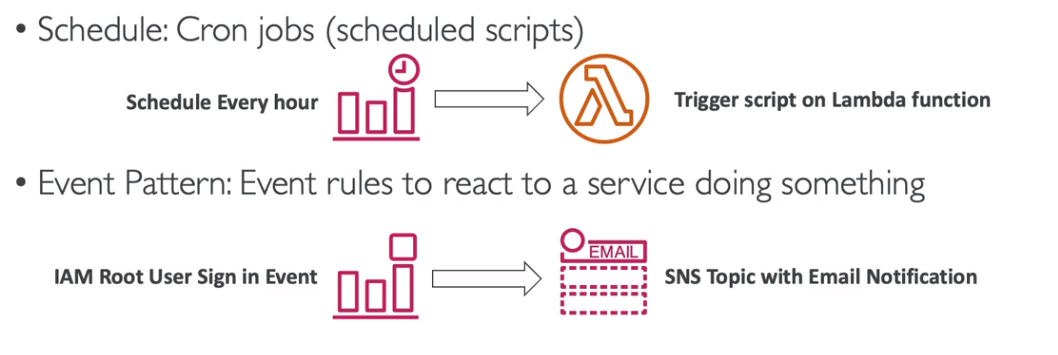 • Schedule: Cron jobs (scheduled scripts)
Schedule Every hour
Trigger script on Lambda function
• Event Pattern: Event rules to react to a service doing something
IAM Root User Sign in Event
EMAIL
SNS Topic with Email Notification